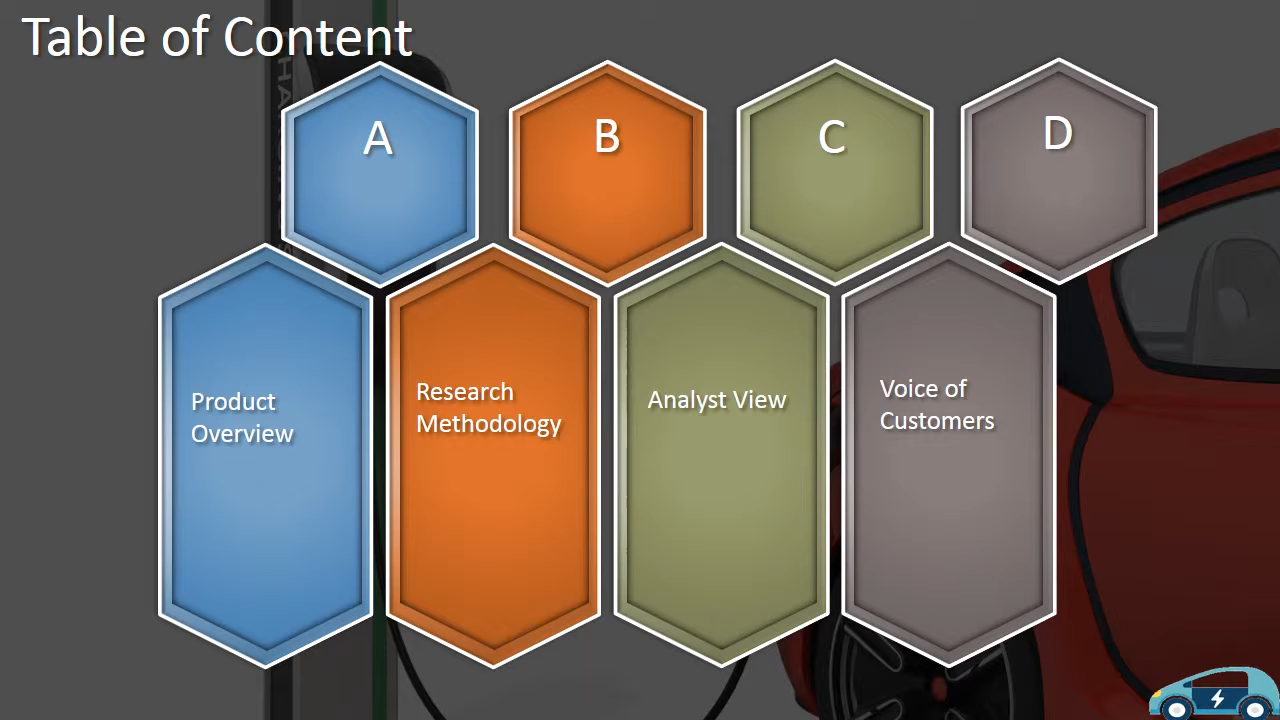 Table of Content
A
B
C
D
Product
Overview
Research
Methodology
Analyst View
Voice of
Customers